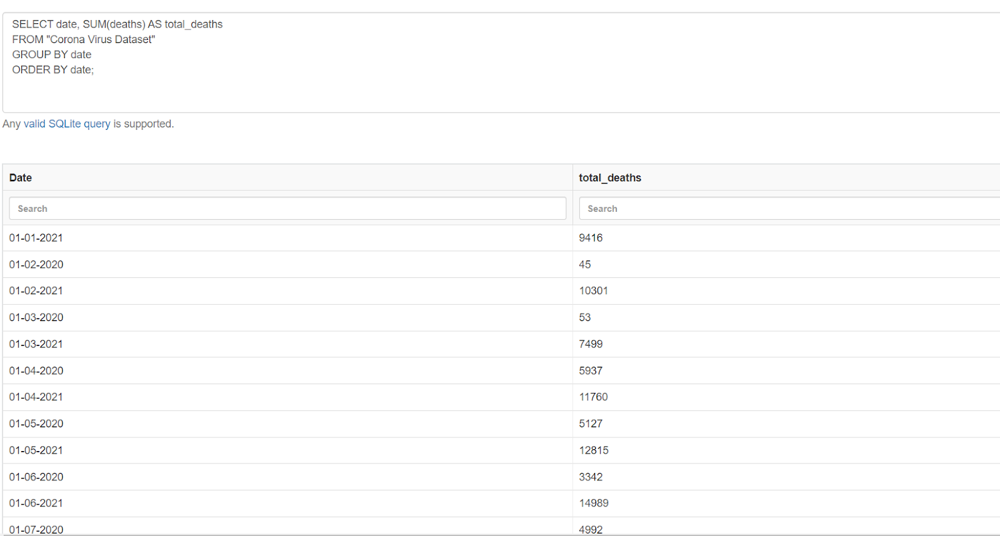 SELECT date, SUM(deaths) AS total_deaths
FROM "Corona Virus Dataset"
GROUP BY date
ORDER BY date;
Any valid SQLite query is supported.
Date total_deaths
Search Search
01-01-2021 9416
01-02-2020 45
01-02-2021 10301
01-03-2020 53
01-03-2021 7499
01-04-2020 5937
01-04-2021 11760
01-05-2020 5127
01-05-2021 12815
01-06-2020 3342
01-06-2021 14989
01-07-2020 4992